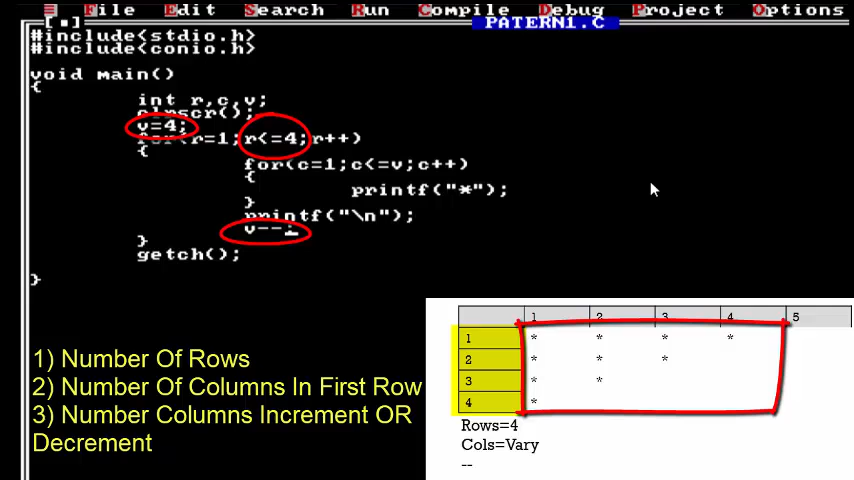 ≡ File Edit Search Run Compile Debug Project Options
[▪] PATERN1.C
#include<stdio.h>
#include<conio.h>
void main()
{
int r,c,v;
clrscr();
v=4;
for(r=1;r<=4;r++)
{
for(c=1;c<=v;c++)
{
printf("*");
}
printf("\n");
v--;
}
getch();
}
1) Number Of Rows
2) Number Of Columns In First Row
3) Number Columns Increment OR
Decrement
1 2 3 4 5
1 * * * *
2 * * *
3 * *
4 *
Rows=4
Cols=Vary
--